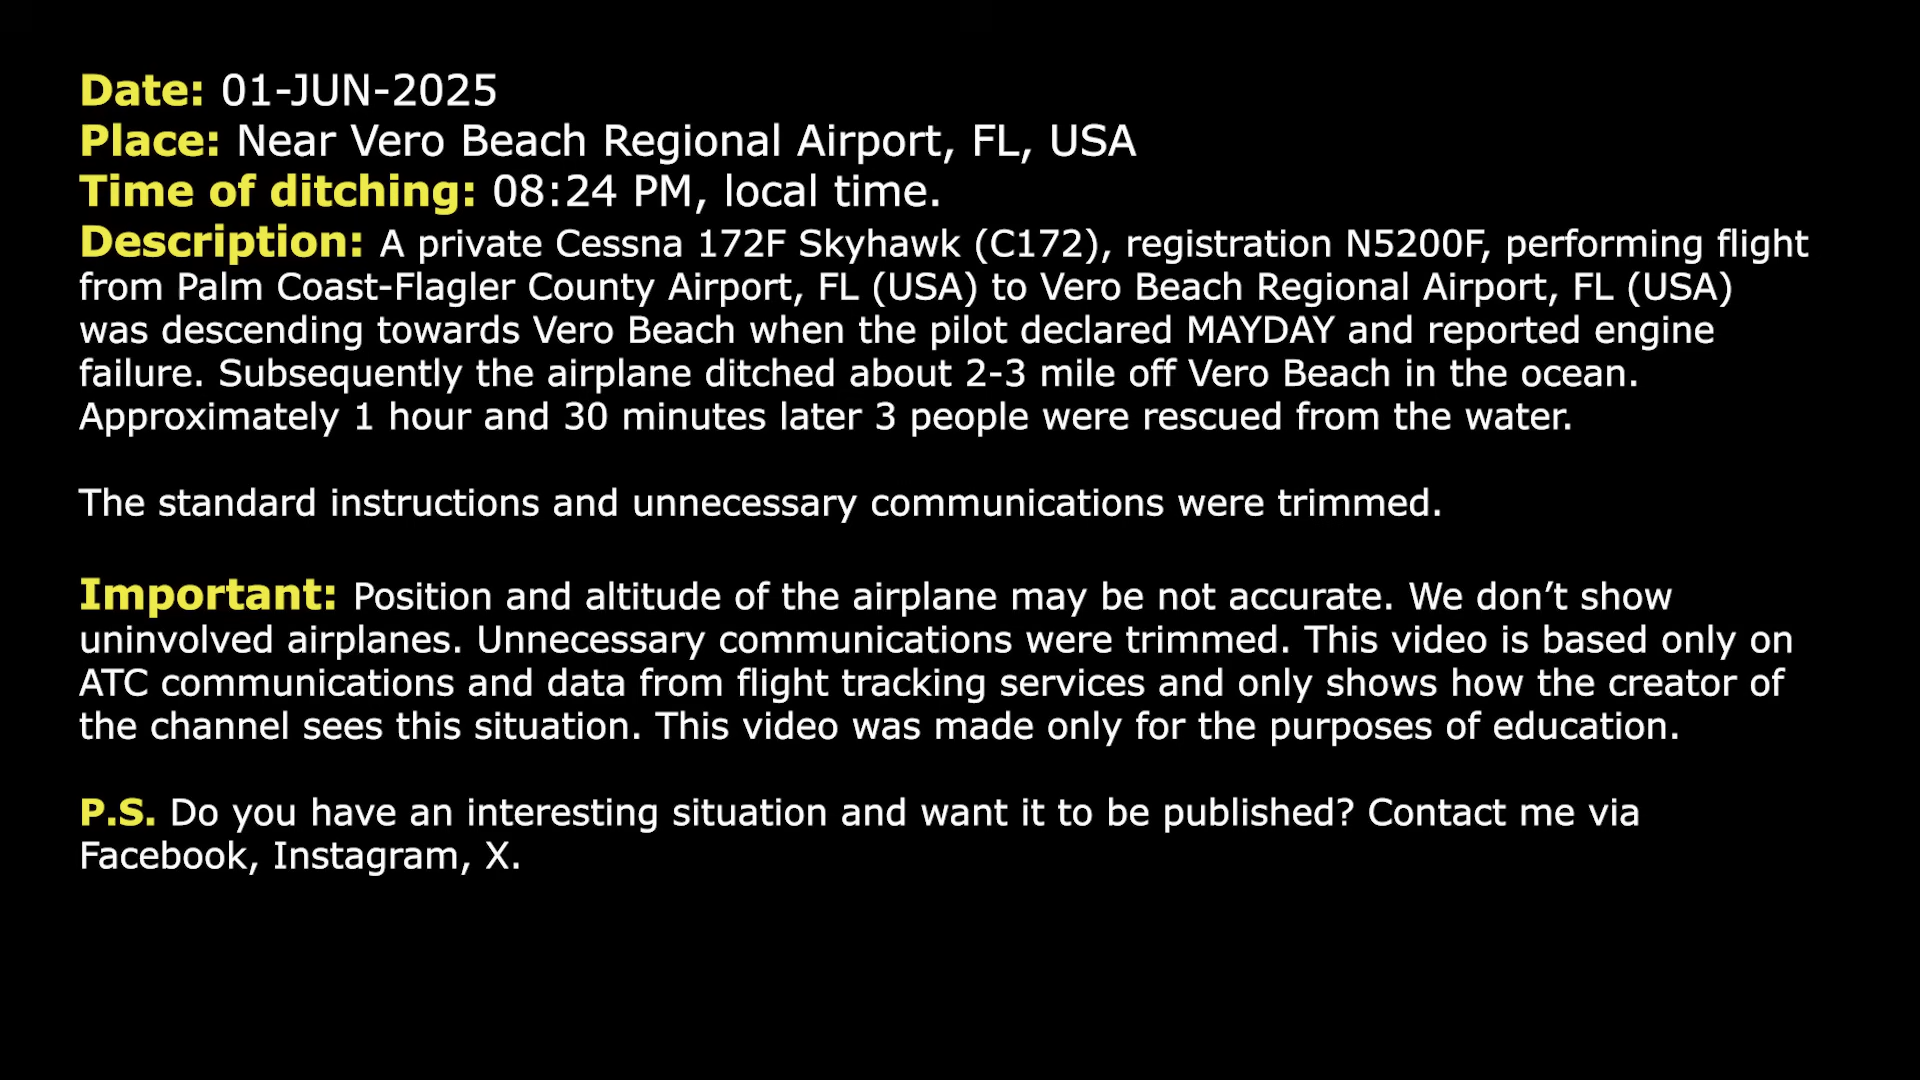 Date: 01-JUN-2025
Place: Near Vero Beach Regional Airport, FL, USA
Time of ditching: 08:24 PM, local time.
Description: A private Cessna 172F Skyhawk (C172), registration N5200F, performing flight
from Palm Coast-Flagler County Airport, FL (USA) to Vero Beach Regional Airport, FL (USA)
was descending towards Vero Beach when the pilot declared MAYDAY and reported engine
failure. Subsequently the airplane ditched about 2-3 mile off Vero Beach in the ocean.
Approximately 1 hour and 30 minutes later 3 people were rescued from the water.
The standard instructions and unnecessary communications were trimmed.
Important: Position and altitude of the airplane may be not accurate. We don’t show
uninvolved airplanes. Unnecessary communications were trimmed. This video is based only on
ATC communications and data from flight tracking services and only shows how the creator of
the channel sees this situation. This video was made only for the purposes of education.
P.S. Do you have an interesting situation and want it to be published? Contact me via
Facebook, Instagram, X.